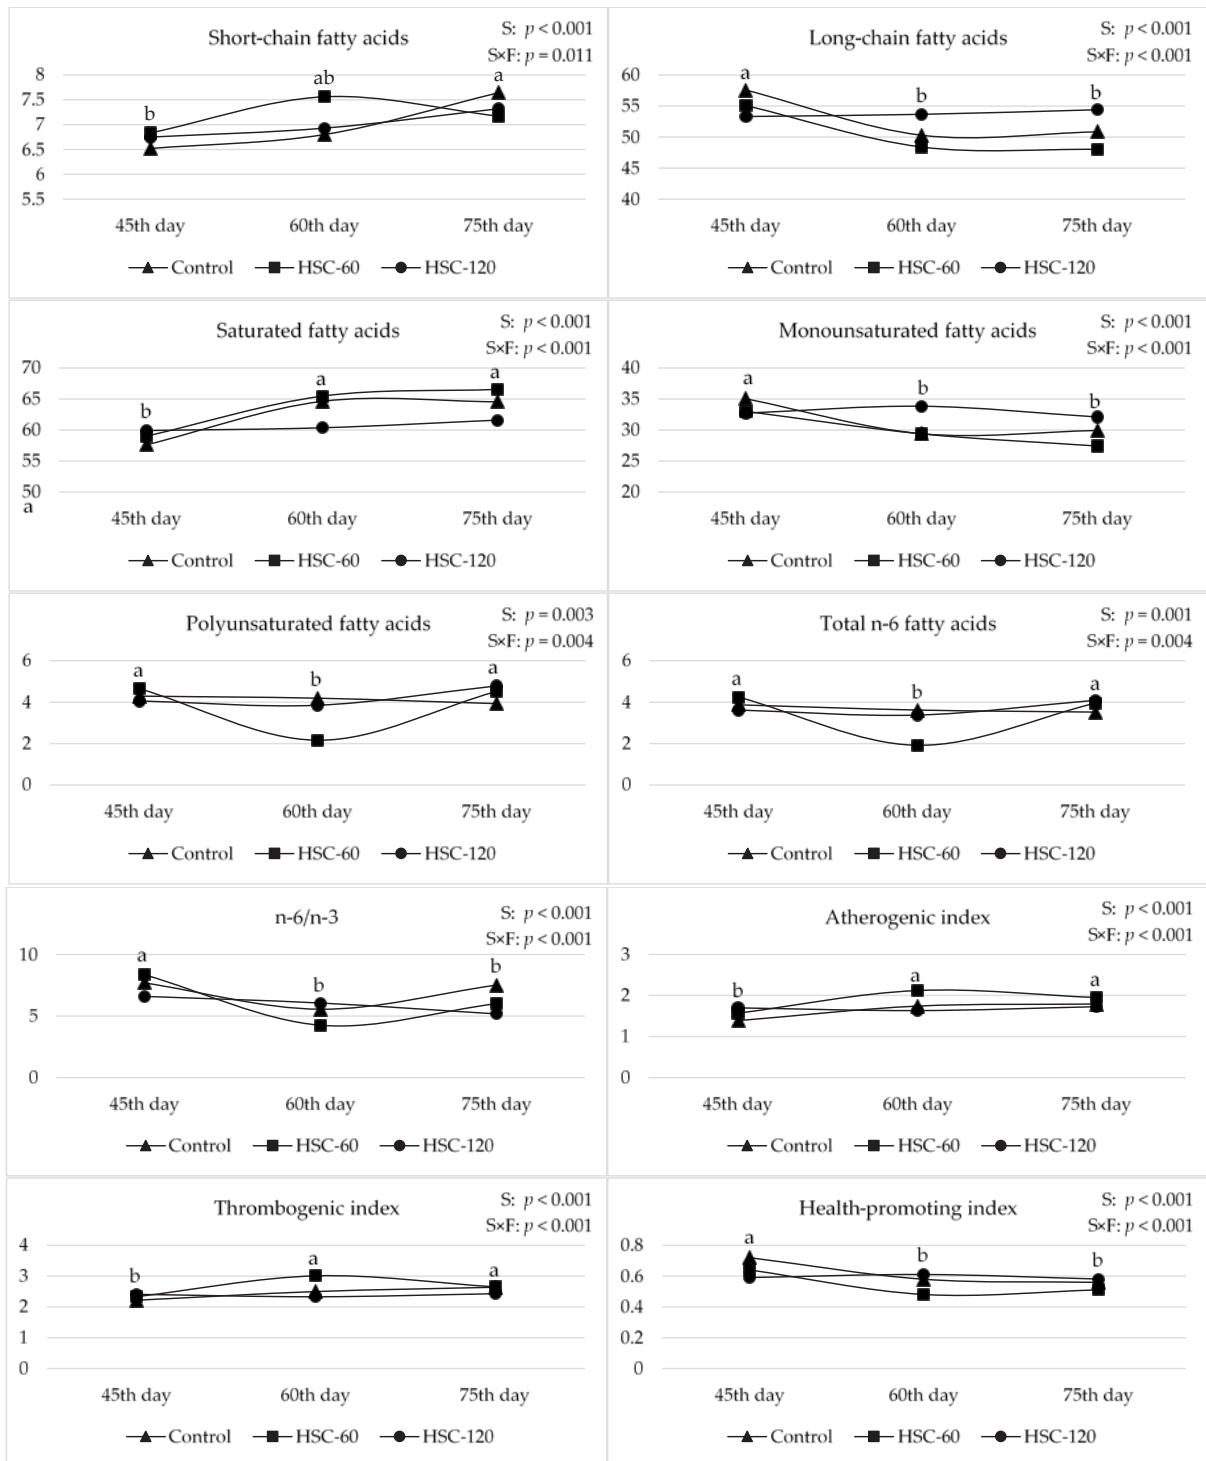 Short-chain fatty acids
S: p < 0.001
S×F: p = 0.011
8
7.5
7
6.5
6
5.5
b
ab
a
45th day 60th day 75th day
Control HSC-60 HSC-120
Long-chain fatty acids
S: p < 0.001
S×F: p < 0.001
60
55
50
45
40
a
b
b
45th day 60th day 75th day
Control HSC-60 HSC-120
Saturated fatty acids
S: p < 0.001
S×F: p < 0.001
70
65
60
55
50
a
b
a
a
45th day 60th day 75th day
Control HSC-60 HSC-120
Monounsaturated fatty acids
S: p < 0.001
S×F: p < 0.001
40
35
30
25
20
a
b
b
45th day 60th day 75th day
Control HSC-60 HSC-120
Polyunsaturated fatty acids
S: p = 0.003
S×F: p = 0.004
6
4
2
0
a
b
a
45th day 60th day 75th day
Control HSC-60 HSC-120
Total n-6 fatty acids
S: p = 0.001
S×F: p = 0.004
6
4
2
0
a
b
a
45th day 60th day 75th day
Control HSC-60 HSC-120
n-6/n-3
S: p < 0.001
S×F: p < 0.001
10
5
0
a
b
b
45th day 60th day 75th day
Control HSC-60 HSC-120
Atherogenic index
S: p < 0.001
S×F: p < 0.001
3
2
1
0
b
a
a
45th day 60th day 75th day
Control HSC-60 HSC-120
Thrombogenic index
S: p < 0.001
S×F: p < 0.001
4
3
2
1
0
b
a
a
45th day 60th day 75th day
Control HSC-60 HSC-120
Health-promoting index
S: p < 0.001
S×F: p < 0.001
0.8
0.6
0.4
0.2
0
a
b
b
45th day 60th day 75th day
Control HSC-60 HSC-120